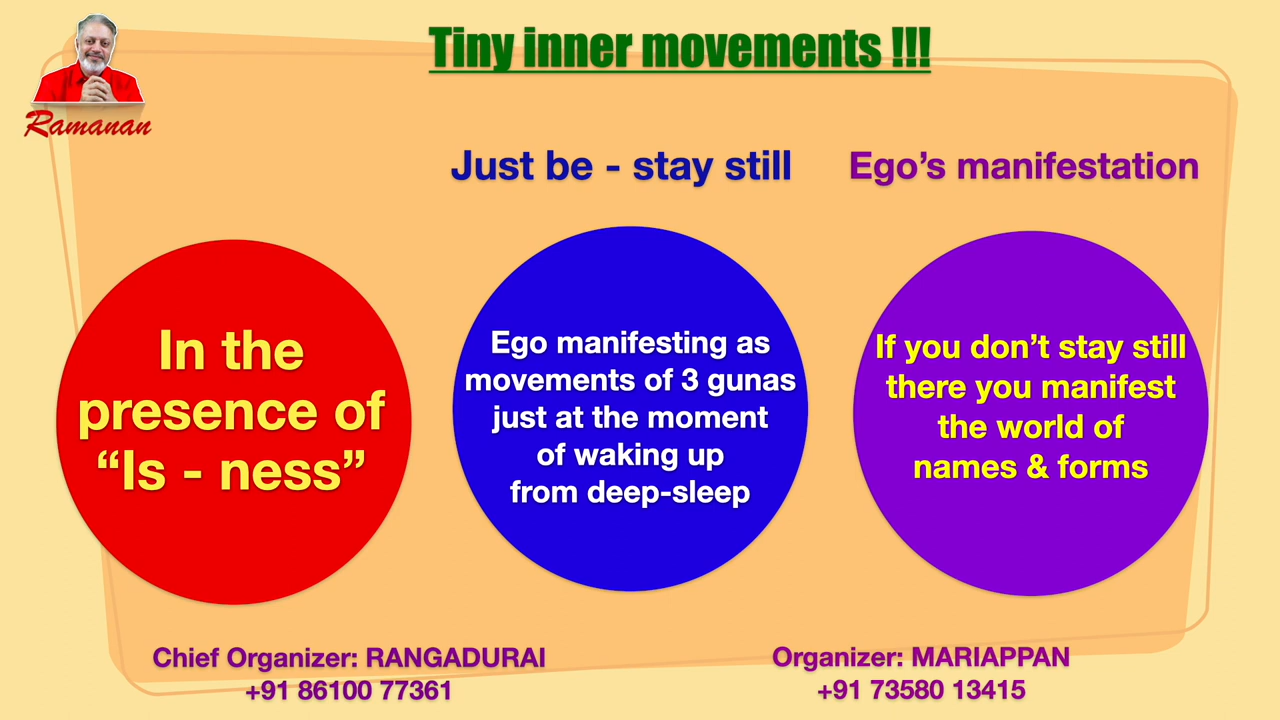 Tiny inner movements !!!
Ramanan
Just be - stay still
Ego’s manifestation
In the
presence of
“Is - ness”
Ego manifesting as
movements of 3 gunas
just at the moment
of waking up
from deep-sleep
If you don’t stay still
there you manifest
the world of
names & forms
Chief Organizer: RANGADURAI
+91 86100 77361
Organizer: MARIAPPAN
+91 73580 13415